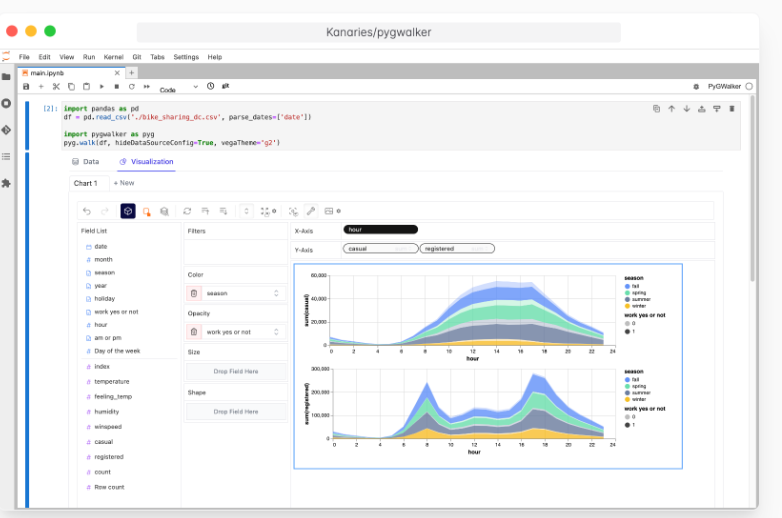 Kanaries/pygwalker
File Edit View Run Kernel Git Tabs Settings Help
main.ipynb
Code
PyGWalker
[2]: import pandas as pd
df = pd.read_csv('./bike_sharing_dc.csv', parse_dates=['date'])
import pygwalker as pyg
pyg.walk(df, hideDataSourceConfig=True, vegaTheme='g2')
Data Visualization
Chart 1 + New
Field List
date
month
season
year
holiday
work yes or not
hour
am or pm
Day of the week
index
temperature
feeling_temp
humidity
winspeed
casual
registered
count
Row count
Filters
Color
season
Opacity
work yes or not
Size
Drop Field Here
Shape
Drop Field Here
X-Axis
hour
Y-Axis
casual
registered
60,000
40,000
20,000
0
sum(casual)
0 2 4 6 8 10 12 14 16 18 20 22 24
hour
season
fall
spring
summer
winter
work yes or not
0
1
300,000
200,000
100,000
0
sum(registered)
0 2 4 6 8 10 12 14 16 18 20 22 24
hour
season
fall
spring
summer
winter
work yes or not
0
1